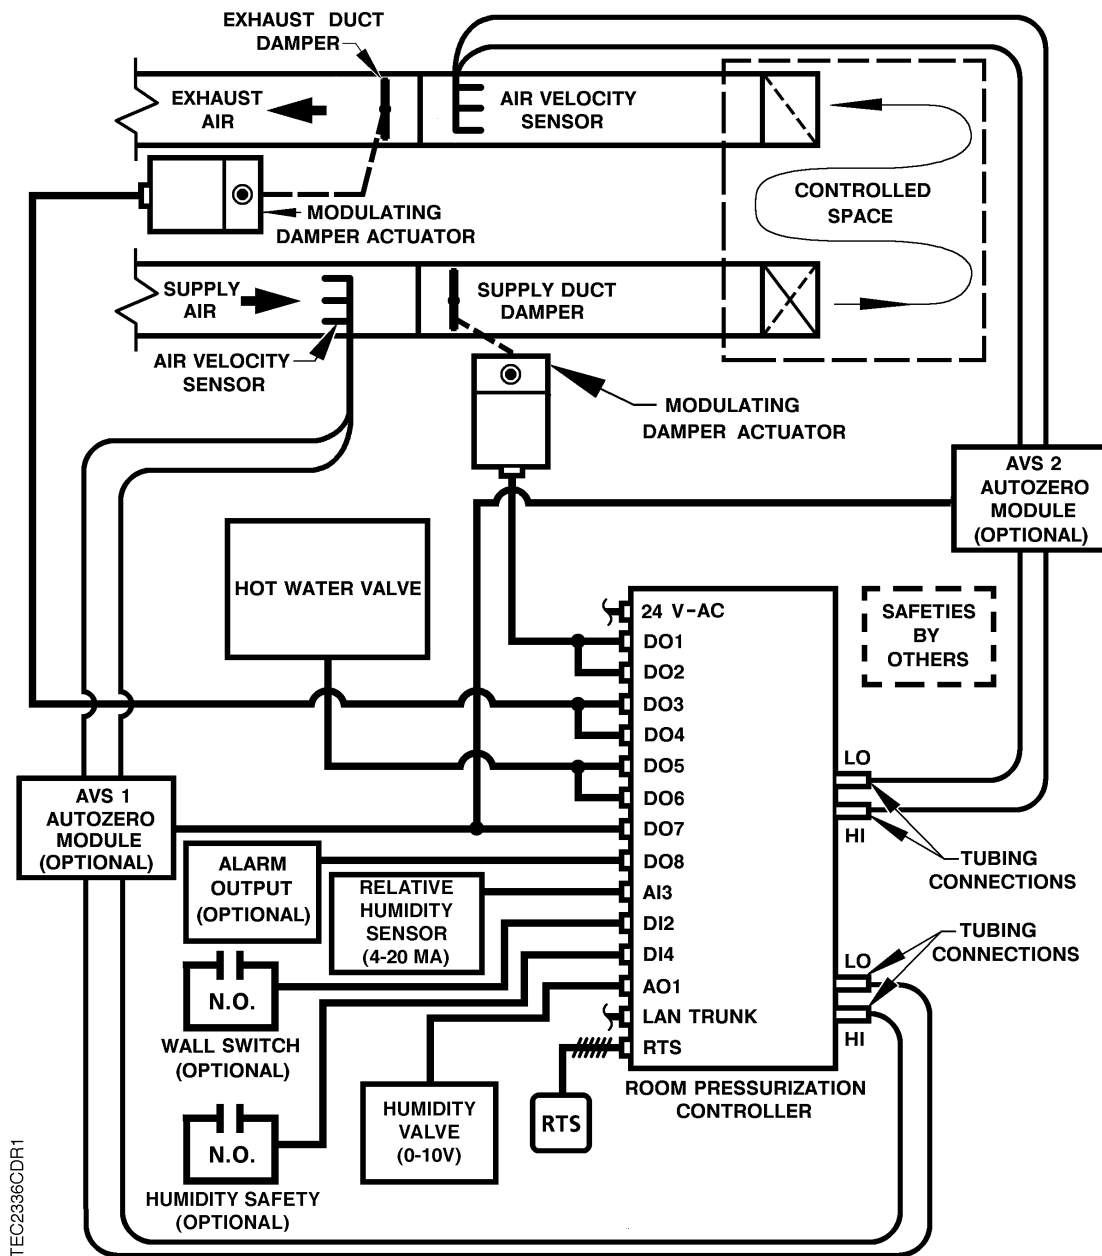 EXHAUST DUCT
DAMPER
EXHAUST
AIR
AIR VELOCITY
SENSOR
CONTROLLED
SPACE
MODULATING
DAMPER ACTUATOR
SUPPLY
AIR
SUPPLY DUCT
DAMPER
AIR VELOCITY
SENSOR
MODULATING
DAMPER ACTUATOR
AVS 2
AUTOZERO
MODULE
(OPTIONAL)
HOT WATER VALVE
SAFETIES
BY
OTHERS
24 V-AC
DO1
DO2
DO3
DO4
DO5
DO6
DO7
DO8
AI3
DI2
DI4
AO1
LAN TRUNK
RTS
LO
HI
TUBING
CONNECTIONS
LO
HI
TUBING
CONNECTIONS
AVS 1
AUTOZERO
MODULE
(OPTIONAL)
ALARM
OUTPUT
(OPTIONAL)
RELATIVE
HUMIDITY
SENSOR
(4-20 MA)
N.O.
WALL SWITCH
(OPTIONAL)
N.O.
HUMIDITY SAFETY
(OPTIONAL)
HUMIDITY
VALVE
(0-10V)
RTS
ROOM PRESSURIZATION
CONTROLLER
TEC2336CDR1